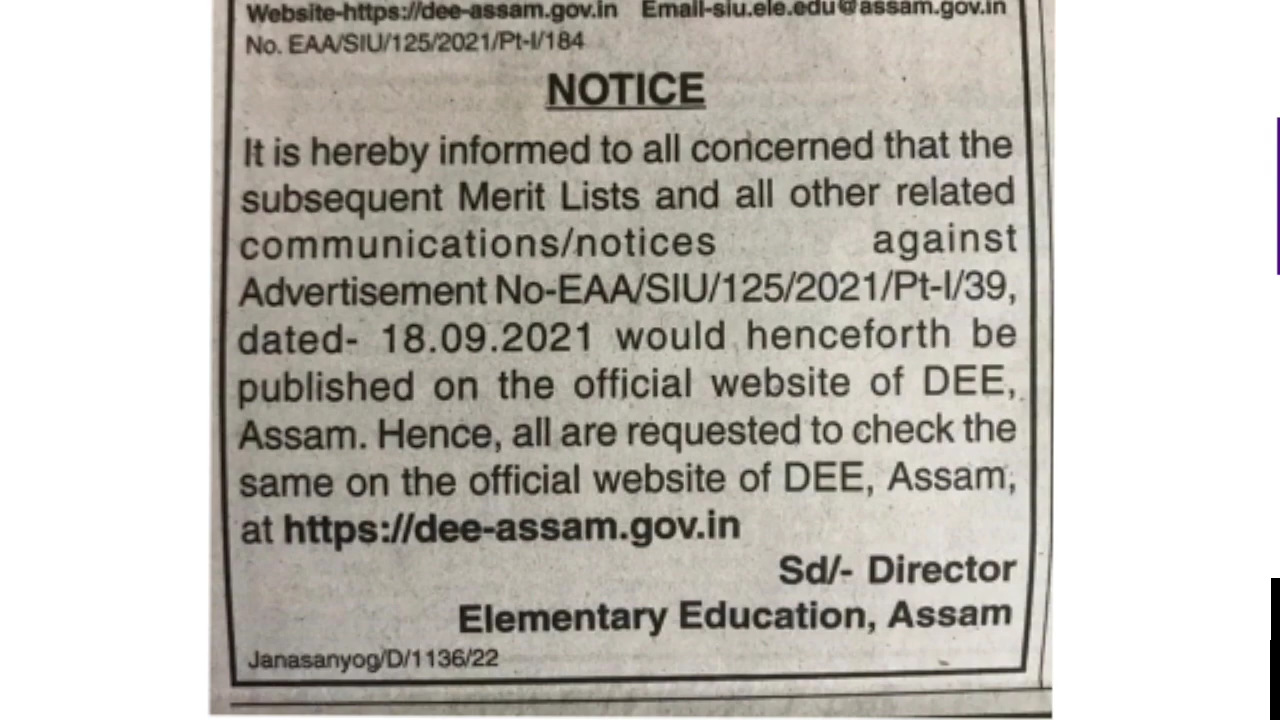 Website-https://dee-assam.gov.in Email-siu.ele.edu@assam.gov.in
No. EAA/SIU/125/2021/Pt-I/184
NOTICE
It is hereby informed to all concerned that the
subsequent Merit Lists and all other related
communications/notices against
Advertisement No-EAA/SIU/125/2021/Pt-I/39,
dated- 18.09.2021 would henceforth be
published on the official website of DEE,
Assam. Hence, all are requested to check the
same on the official website of DEE, Assam,
at https://dee-assam.gov.in
Sd/- Director
Elementary Education, Assam
Janasanyog/D/1136/22